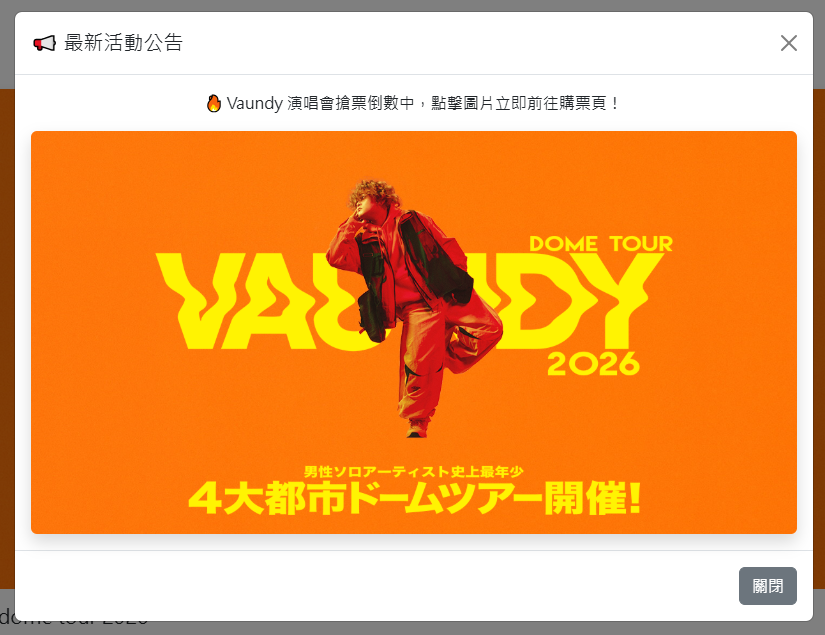 最新活動公告
Vaundy 演唱會搶票倒數中，點擊圖片立即前往購票頁！
DOME TOUR
VAUNDY
2026
男性ソロアーティスト史上最年少
4大都市ドームツアー開催!
關閉
dome tour 2026